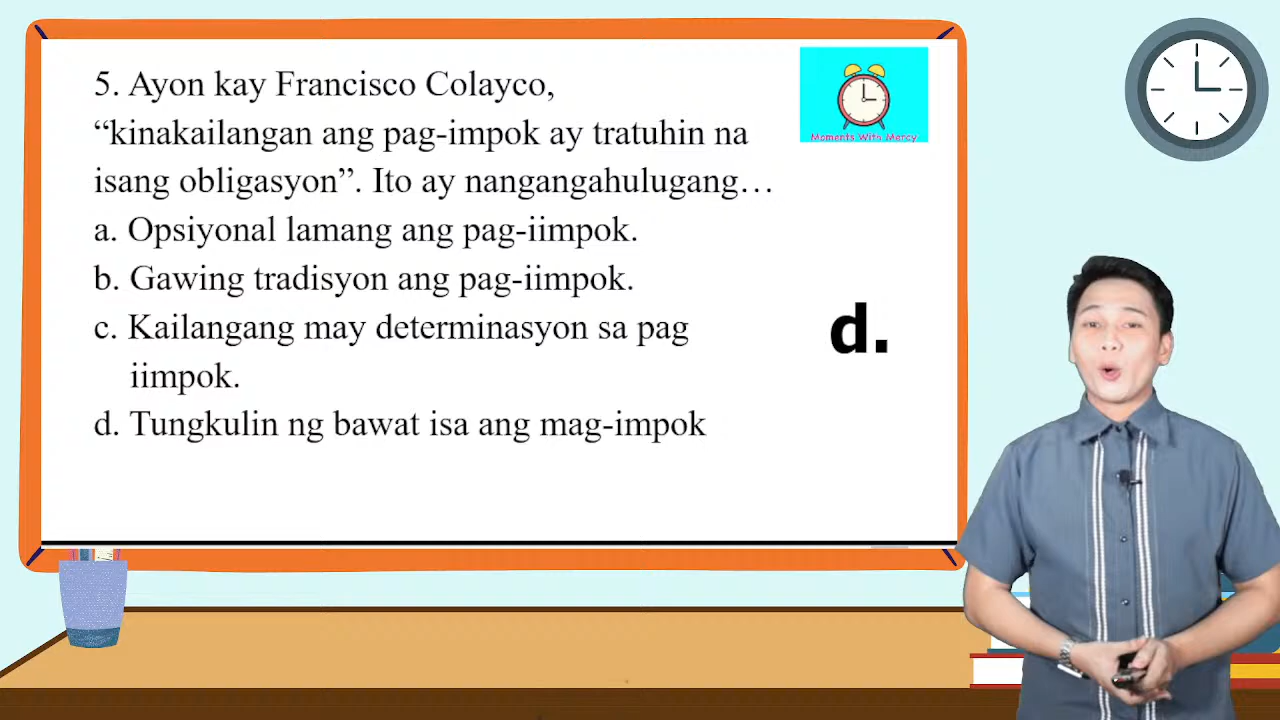 5. Ayon kay Francisco Colayco,
“kinakailangan ang pag-impok ay tratuhin na
isang obligasyon”. Ito ay nangangahulugang…
a. Opsiyonal lamang ang pag-iimpok.
b. Gawing tradisyon ang pag-iimpok.
c. Kailangang may determinasyon sa pag
iimpok.
d. Tungkulin ng bawat isa ang mag-impok
d.
Moments With Mercy